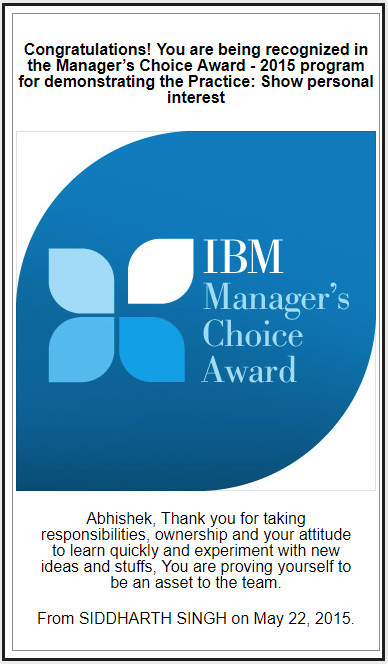 Congratulations! You are being recognized in
the Manager's Choice Award - 2015 program
for demonstrating the Practice: Show personal
interest
IBM
Manager's
Choice
Award
Abhishek, Thank you for taking
responsibilities, ownership and your attitude
to learn quickly and experiment with new
ideas and stuffs, You are proving yourself to
be an asset to the team.
From SIDDHARTH SINGH on May 22, 2015.